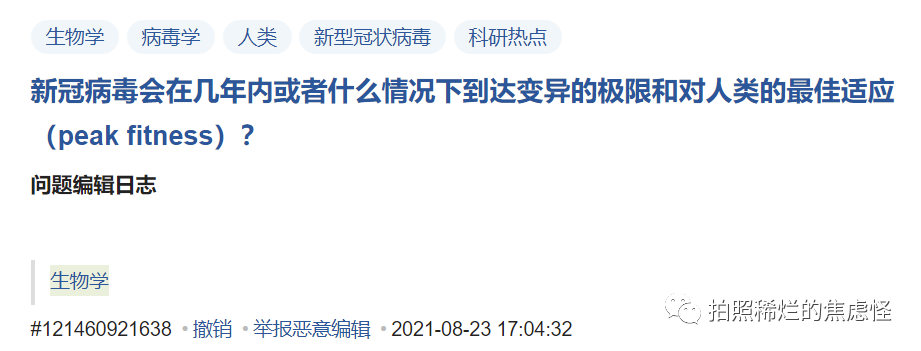 生物学 病毒学 人类 新型冠状病毒 科研热点
新冠病毒会在几年内或者什么情况下到达变异的极限和对人类的最佳适应
（peak fitness）？
问题编辑日志
生物学
#121460921638 • 撤销 • 举报恶意编辑 • 2021-08-23 17:04:32
拍照稀烂的焦虑怪